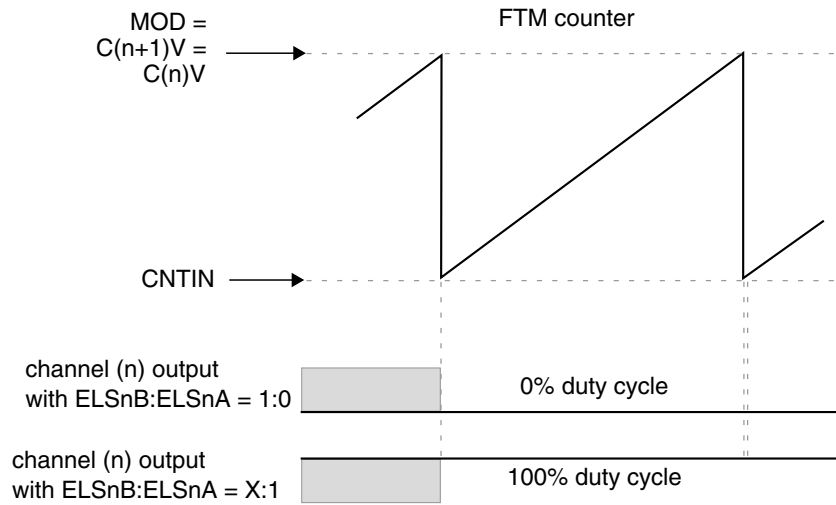 FTM counter
MOD =
C(n+1)V =
C(n)V
CNTIN
channel (n) output
with ELSnB:ELSnA = 1:0
0% duty cycle
channel (n) output
with ELSnB:ELSnA = X:1
100% duty cycle